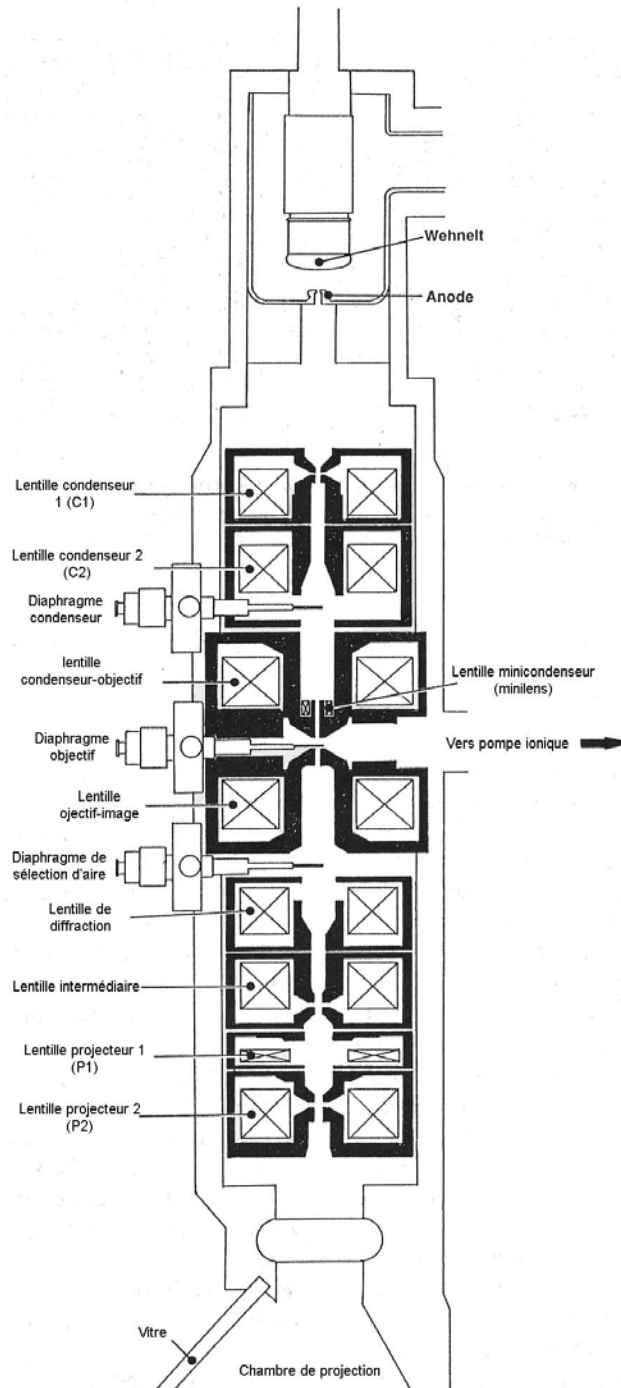 Wehnelt
Anode
Lentille condenseur
1 (C1)
Lentille condenseur 2
(C2)
Diaphragme
condenseur
lentille
condenseur-objectif
Lentille minicondenseur
(minilens)
Diaphragme
objectif
Vers pompe ionique
Lentille
ojectif-image
Diaphragme de
sélection d'aire
Lentille de
diffraction
Lentille intermédiaire
Lentille projecteur 1
(P1)
Lentille projecteur 2
(P2)
Vitre
Chambre de projection